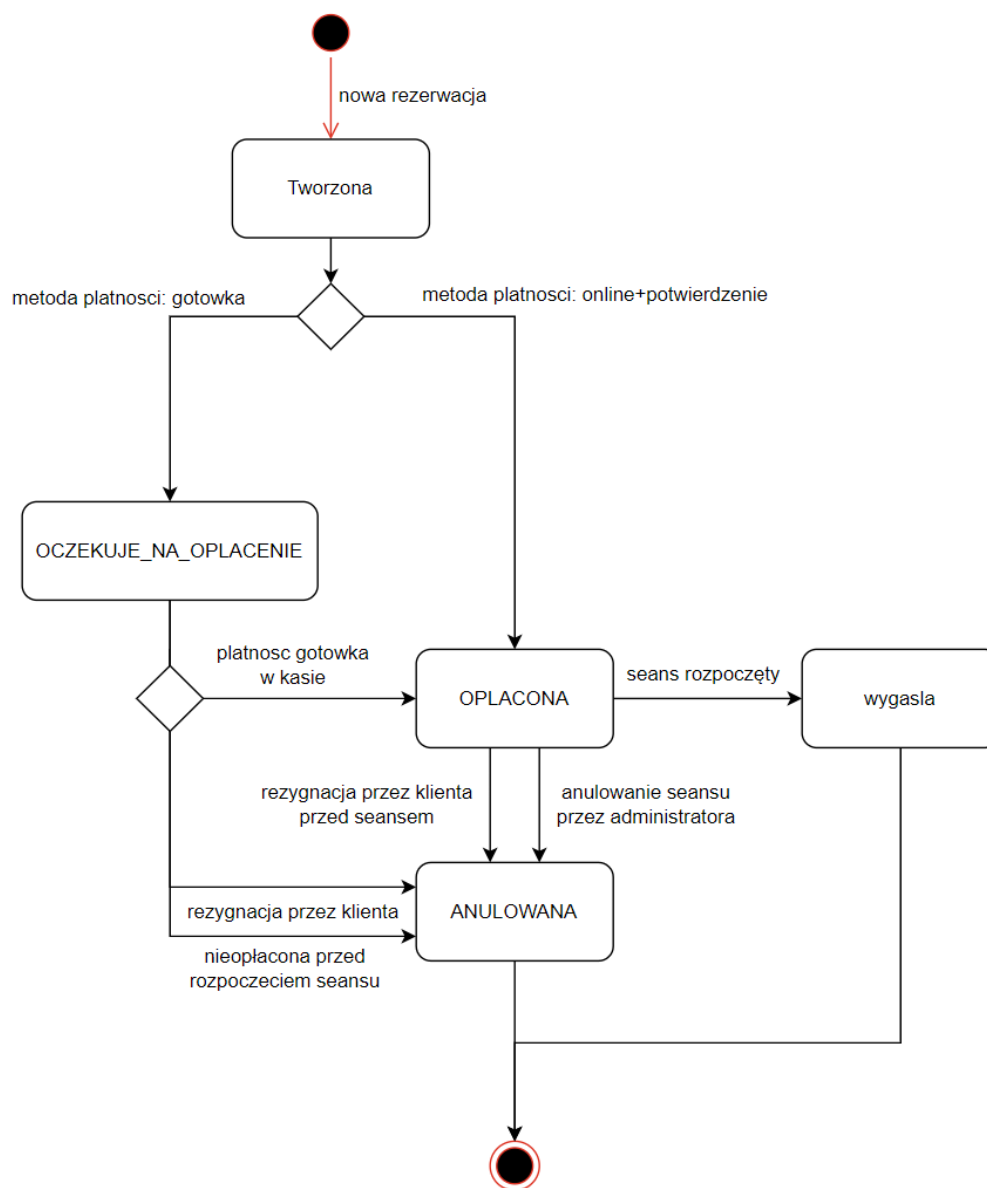 nowa rezerwacja
Tworzona
metoda platnosci: gotowka
metoda platnosci: online+potwierdzenie
OCZEKUJE_NA_OPLACENIE
platnosc gotowka
w kasie
OPLACONA
seans rozpoczęty
wygasla
rezygnacja przez klienta
przed seansem
anulowanie seansu
przez administratora
ANULOWANA
rezygnacja przez klienta
nieopłacona przed
rozpoczeciem seansu